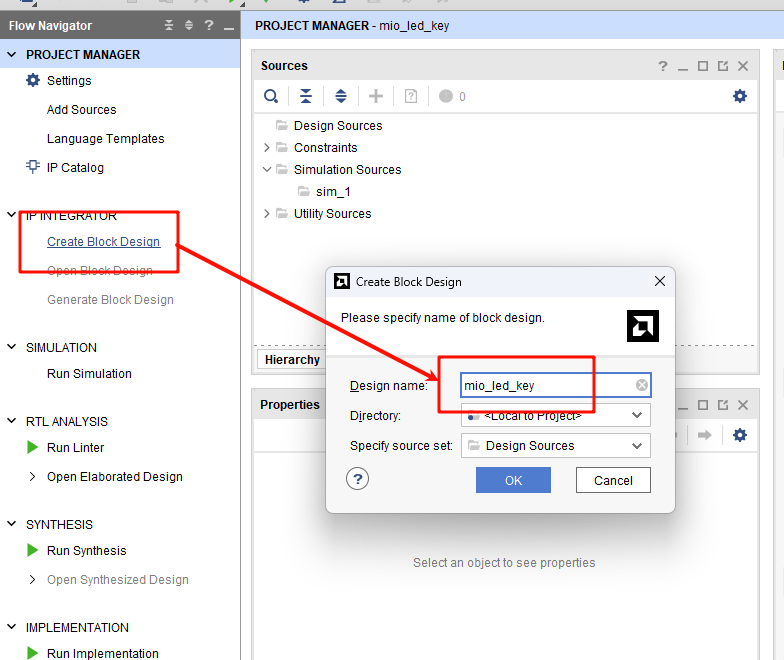 Flow Navigator
PROJECT MANAGER
Settings
Add Sources
Language Templates
IP Catalog
IP INTEGRATOR
Create Block Design
Open Block Design
Generate Block Design
SIMULATION
Run Simulation
RTL ANALYSIS
Run Linter
Open Elaborated Design
SYNTHESIS
Run Synthesis
Open Synthesized Design
IMPLEMENTATION
Run Implementation
PROJECT MANAGER - mio_led_key
Sources
0
Design Sources
Constraints
Simulation Sources
sim_1
Utility Sources
Hierarchy
Properties
Select an object to see properties
Create Block Design
Please specify name of block design.
Design name: mio_led_key
Directory: <Local to Project>
Specify source set: Design Sources
OK Cancel